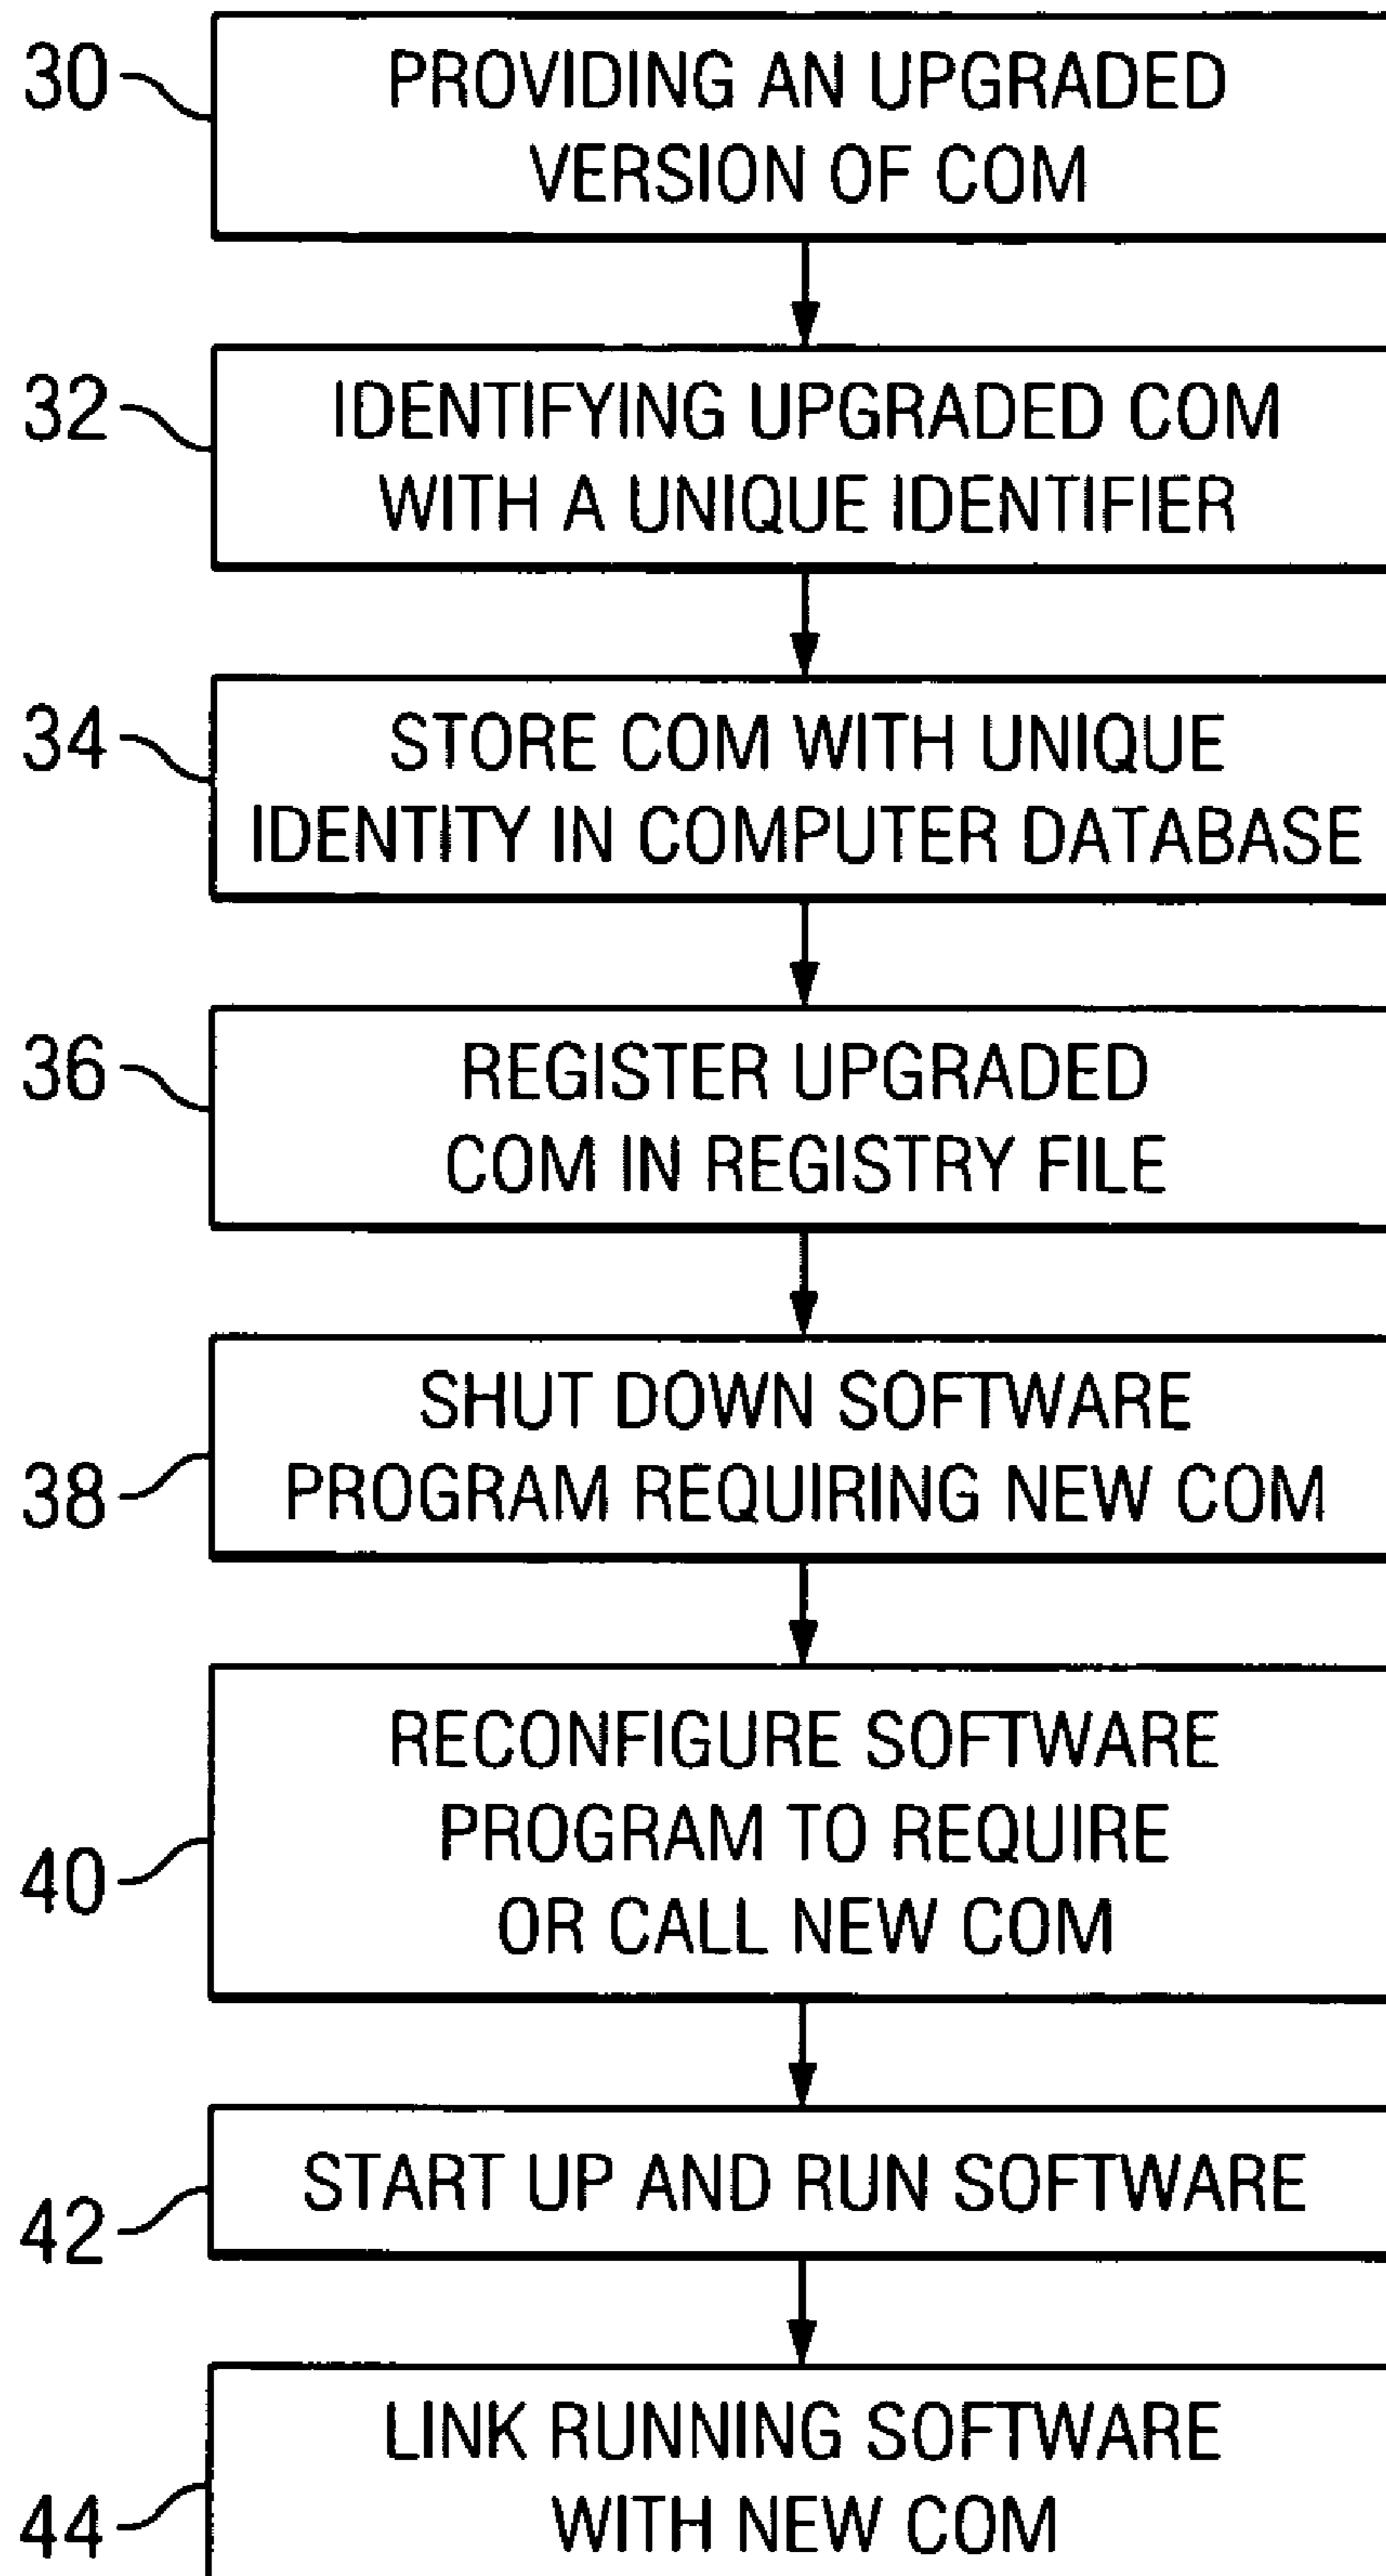 30
PROVIDING AN UPGRADED
VERSION OF COM
32
IDENTIFYING UPGRADED COM
WITH A UNIQUE IDENTIFIER
34
STORE COM WITH UNIQUE
IDENTITY IN COMPUTER DATABASE
36
REGISTER UPGRADED
COM IN REGISTRY FILE
38
SHUT DOWN SOFTWARE
PROGRAM REQUIRING NEW COM
40
RECONFIGURE SOFTWARE
PROGRAM TO REQUIRE
OR CALL NEW COM
42
START UP AND RUN SOFTWARE
44
LINK RUNNING SOFTWARE
WITH NEW COM